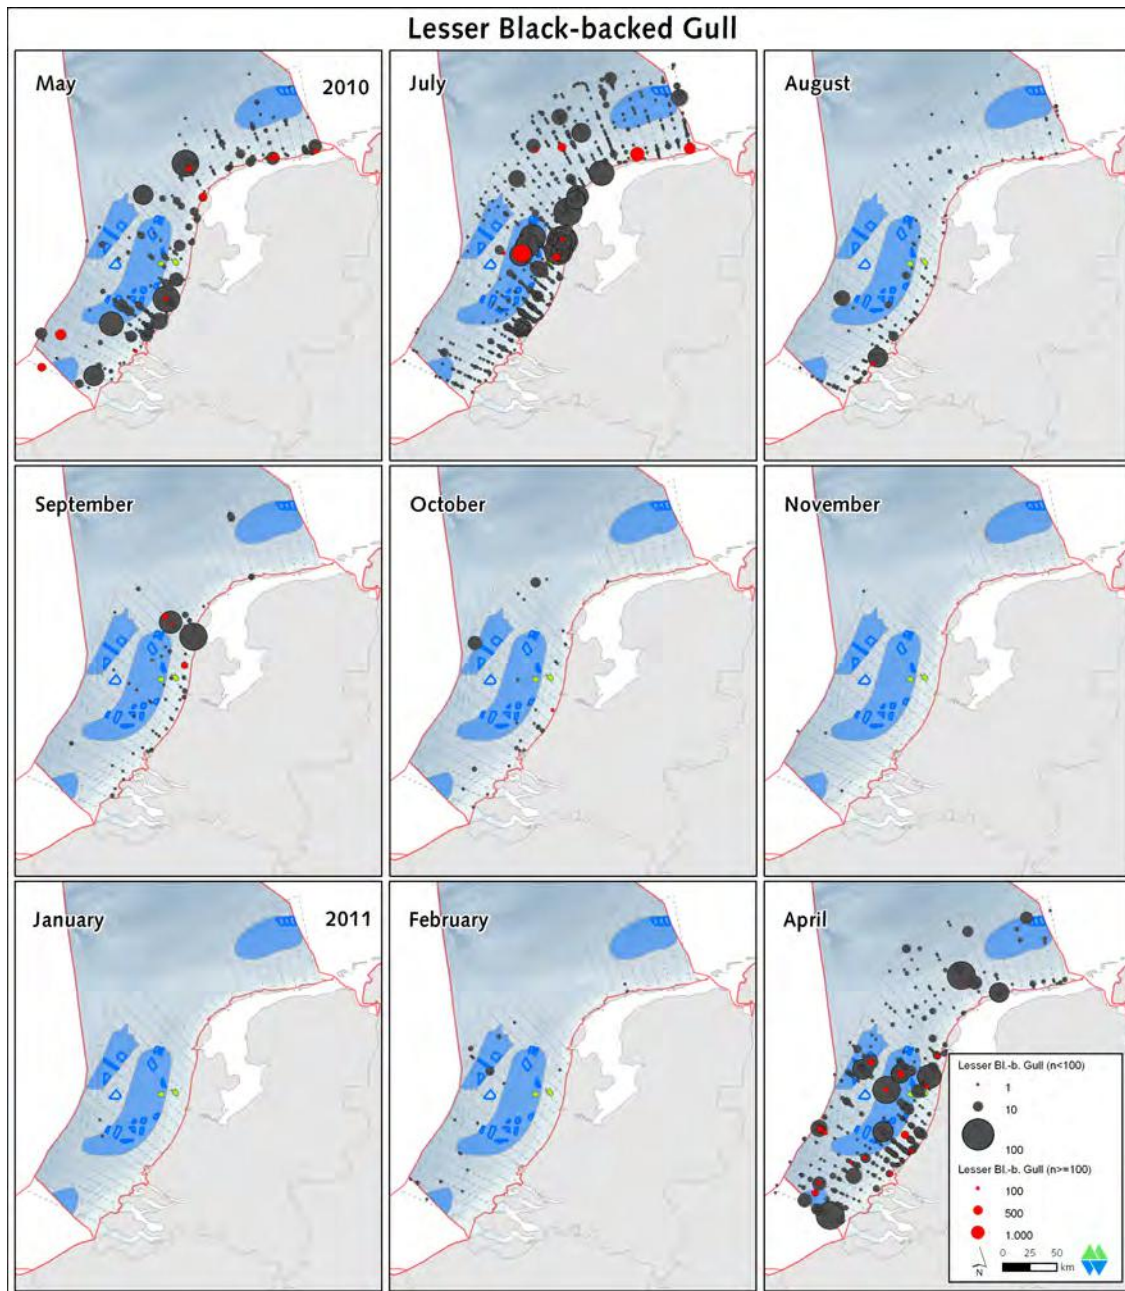 Lesser Black-backed Gull
May
2010
July
August
September
October
November
January
2011
February
April
Lesser Bl.-b. Gull (n<100)
1
10
100
Lesser Bl.-b. Gull (n>=100)
100
500
1.000
0 25 50
N
km